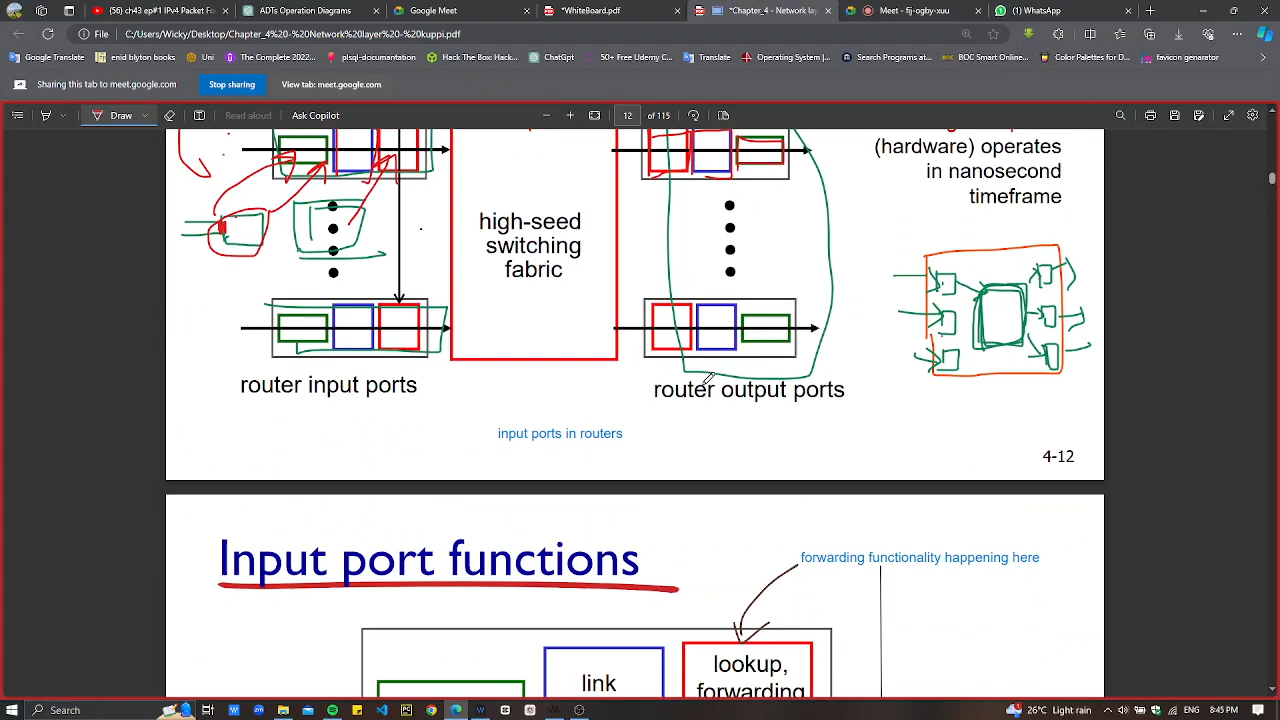 (5) ch43 ep#1 IPv4 Packet Fo
ADTs Operation Diagrams
Google Meet
*WriteBoard.pdf
*Chapter 4 - Network lay
Meet - fij-ogby-xuu
(1) WhatsApp
File
C:/Users/Wicky/Desktop/Chapter_4%20-%20Network%20layer%20-%20kuppi.pdf
Google Translate
enid blyton books
Uni
The Complete 2022...
plsql-documentation
Hack The Box: Hack...
ChatGpt
50+ Free Udemy C...
Translate
Operating System |...
Search Programs at...
BOC Smart Online...
Color Palettes for D...
favicon generator
Sharing this tab to meet.google.com
Stop sharing
View tab: meet.google.com
Draw
Read aloud
Ask Copilot
12
of 115
(hardware) operates
in nanosecond
timeframe
high-seed
switching
fabric
router input ports
router output ports
input ports in routers
4-12
Input port functions
forwarding functionality happening here
link
lookup,
forwarding
Search
26°C Light rain
8:45 PM